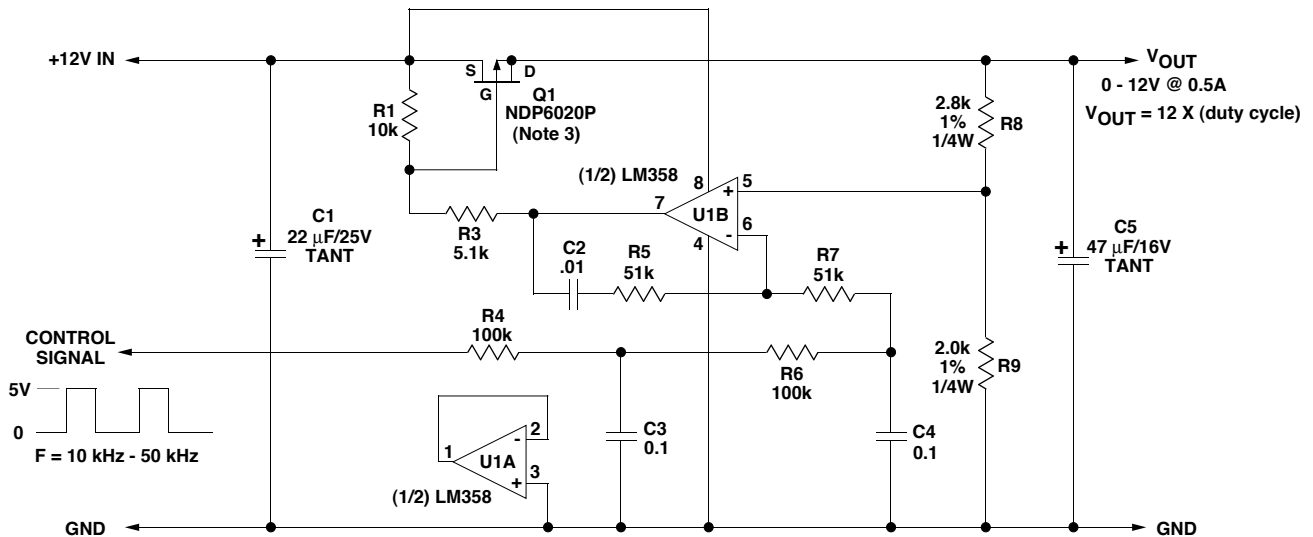 +12V IN
S
D
G
Q1
NDP6020P
(Note 3)
R1
10k
VOUT
0 - 12V @ 0.5A
VOUT = 12 X (duty cycle)
2.8k
1%
1/4W
R8
(1/2) LM358
8
+ 5
7
U1B
6
-
4
R3
5.1k
C1
+ 22 μF/25V
TANT
C2
.01
R5
51k
R7
51k
C5
+ 47 μF/16V
TANT
CONTROL
SIGNAL
R4
100k
R6
100k
2.0k
1%
1/4W
R9
5V
0
F = 10 kHz - 50 kHz
1
2
-
U1A
3
+
(1/2) LM358
C3
0.1
C4
0.1
GND
GND